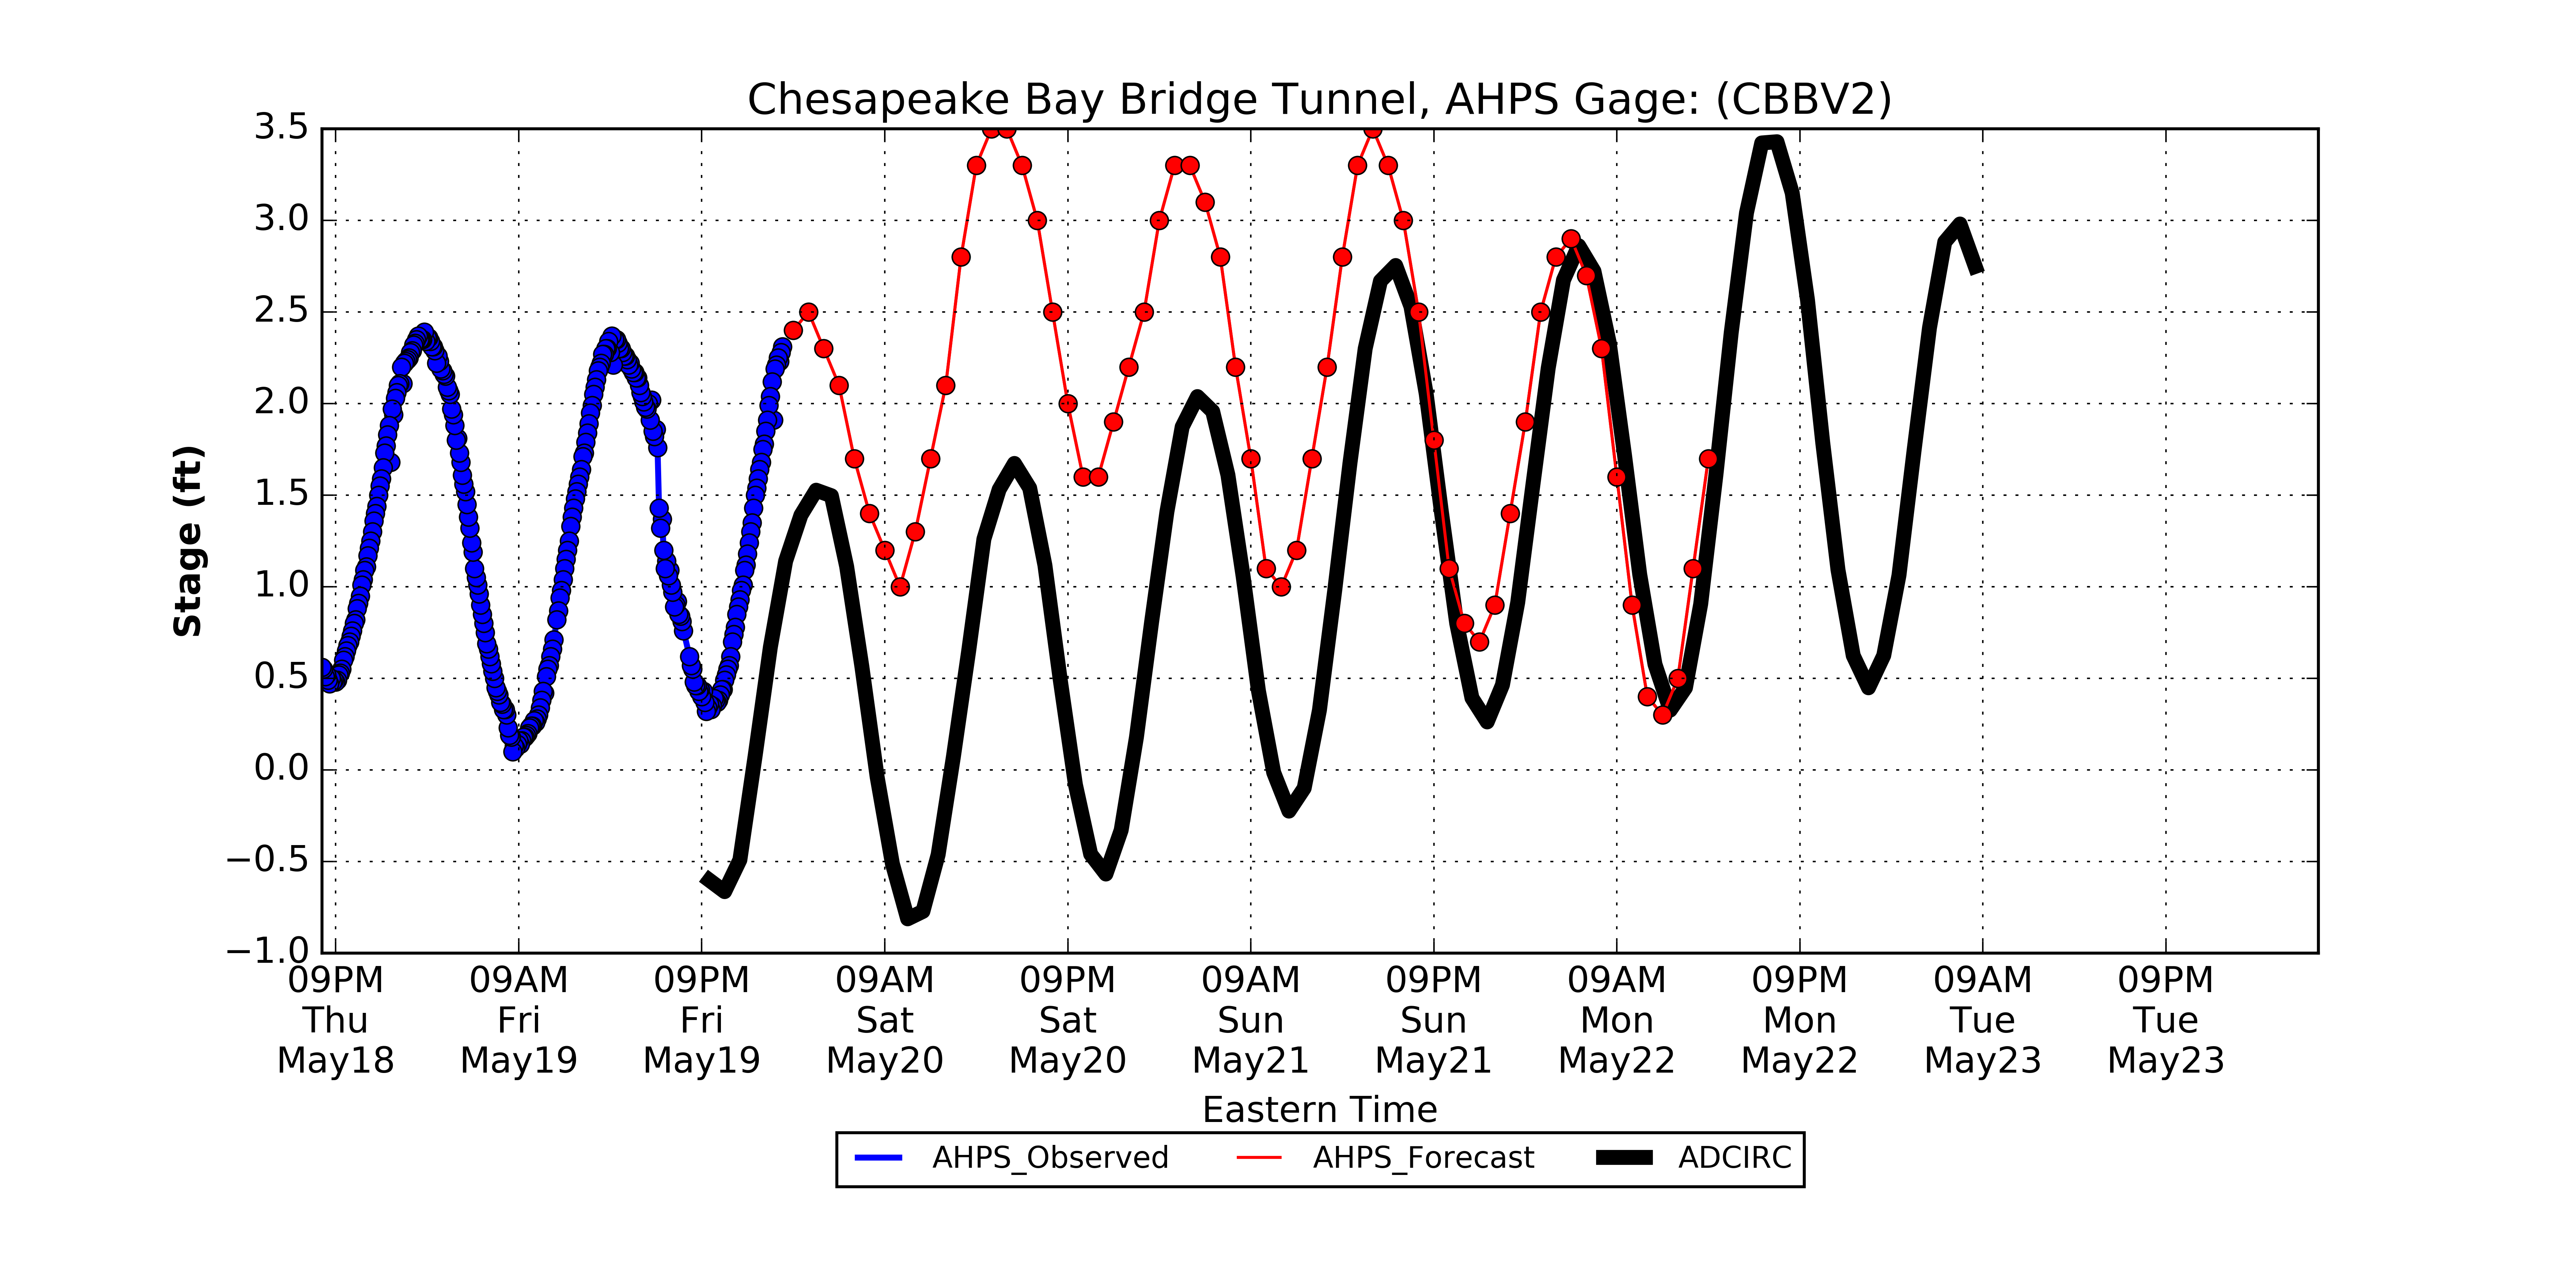 Chesapeake Bay Bridge Tunnel, AHPS Gage: (CBBV2)
3.5
3.0
2.5
2.0
1.5
1.0
0.5
0.0
−0.5
−1.0
Stage (ft)
09PM 09AM 09PM 09AM 09PM 09AM 09PM 09AM 09PM 09AM 09PM
Thu Fri Fri Sat Sat Sun Sun Mon Mon Tue Tue
May18 May19 May19 May20 May20 May21 May21 May22 May22 May23 May23
Eastern Time
AHPS_Observed AHPS_Forecast ADCIRC